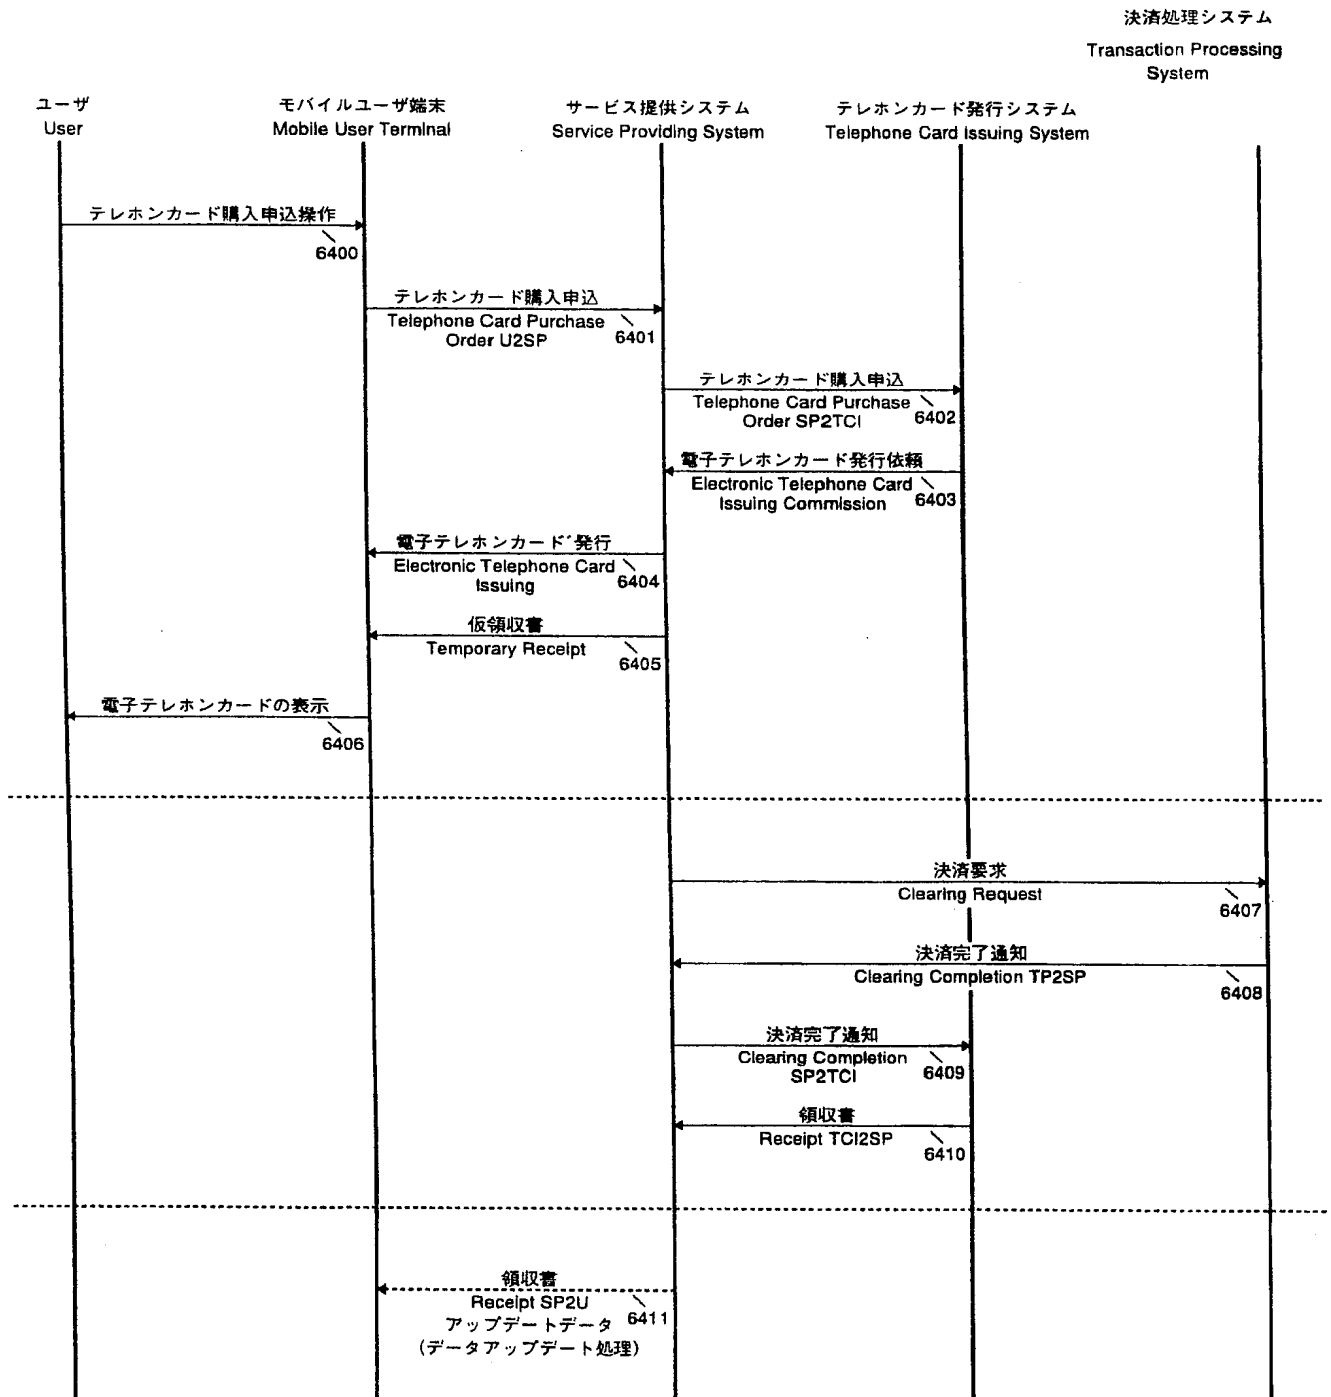 決済処理システム
Transaction Processing
System
ユーザ
User
モバイルユーザ端末
Mobile User Terminal
サービス提供システム
Service Providing System
テレホンカード発行システム
Telephone Card Issuing System
テレホンカード購入申込操作
6400
テレホンカード購入申込
Telephone Card Purchase
Order U2SP
6401
テレホンカード購入申込
Telephone Card Purchase
Order SP2TCI
6402
電子テレホンカード発行依頼
Electronic Telephone Card
Issuing Commission
6403
電子テレホンカード発行
Electronic Telephone Card
Issuing
6404
仮領収書
Temporary Receipt
6405
電子テレホンカードの表示
6406
決済要求
Clearing Request
6407
決済完了通知
Clearing Completion TP2SP
6408
決済完了通知
Clearing Completion
SP2TCI
6409
領収書
Receipt TCI2SP
6410
領収書
Receipt SP2U
6411
アップデートデータ
(データアップデート処理)